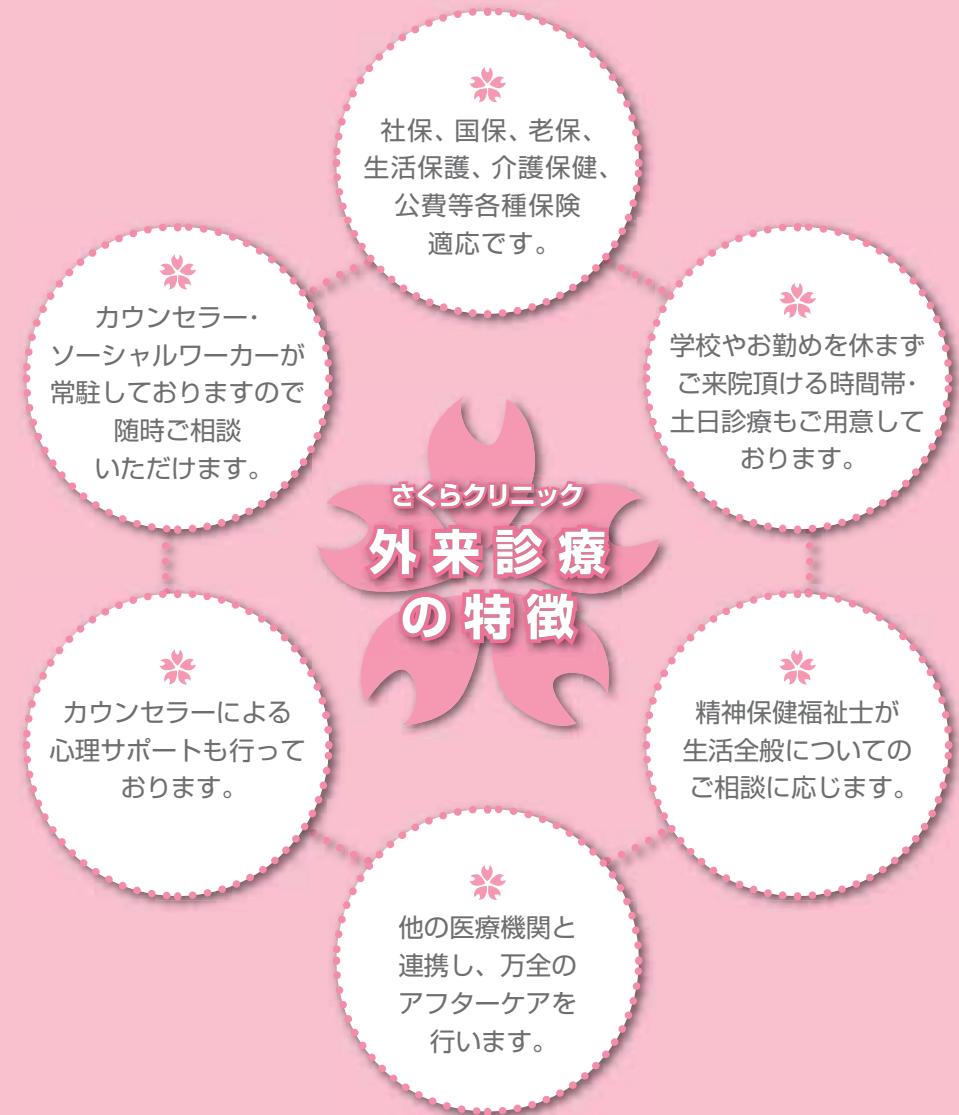 さくらクリニック
外来診療
の特徴
社保、国保、老保、
生活保護、介護保健、
公費等各種保険
適応です。
学校やお勤めを休まず
ご来院頂ける時間帯・
土日診療もご用意して
おります。
精神保健福祉士が
生活全般についての
ご相談に応じます。
他の医療機関と
連携し、万全の
アフターケアを
行います。
カウンセラーによる
心理サポートも行って
おります。
カウンセラー・
ソーシャルワーカーが
常駐しておりますので
随時ご相談
いただけます。